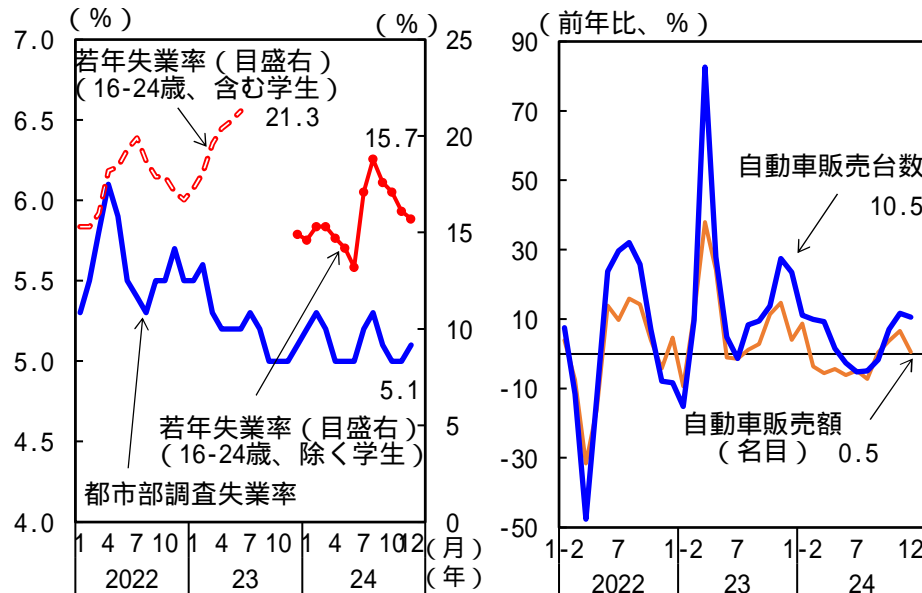 (%)
(%)
7.0
6.5
6.0
5.5
5.0
4.5
4.0
25
20
15
10
5
0
若年失業率(目盛右)
(16-24歳、含む学生)
21.3
15.7
5.1
若年失業率(目盛右)
(16-24歳、除く学生)
都市部調査失業率
1 4 7 10 1 4 7 10 1 4 7 10 12 (月)
2022 23 24 (年)
(前年比、%)
90
70
50
30
10
-10
-30
-50
自動車販売台数
10.5
自動車販売額
(名目) 0.5
1-2 7 1-2 7 1-2 7 12
2022 23 24